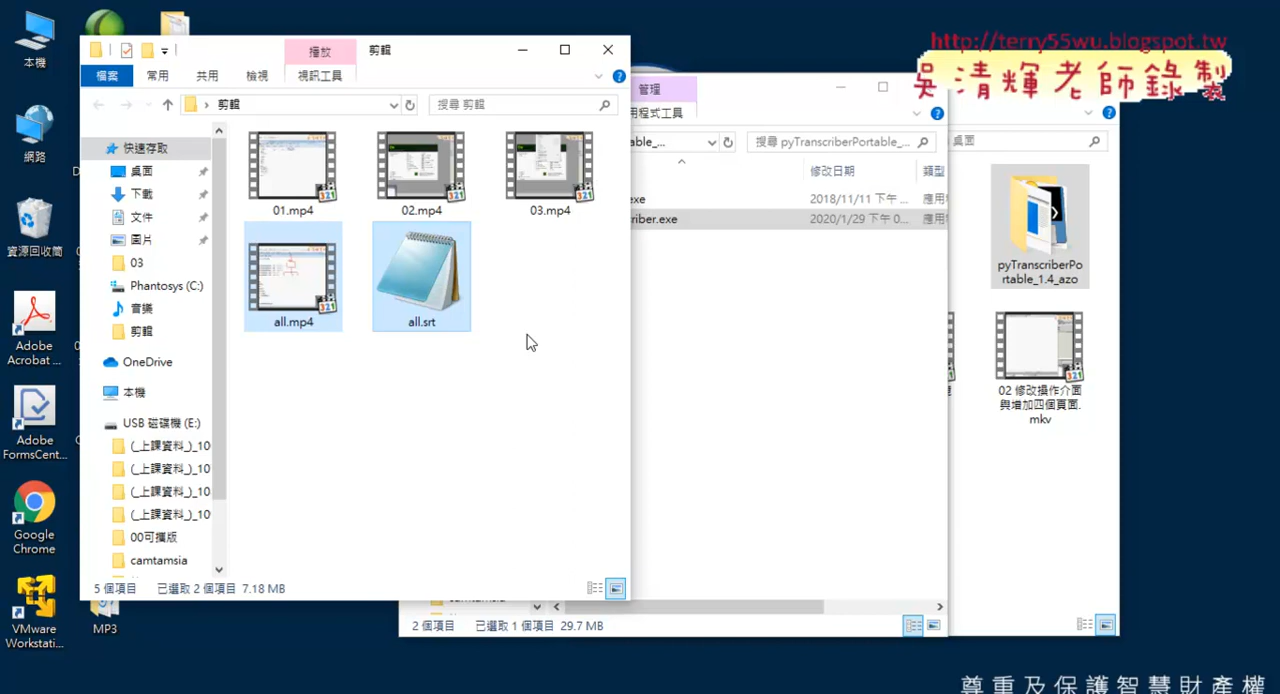 http://terry55wu.blogspot.tw
吳清輝老師錄製
本機
網路
資源回收筒
Adobe
Acrobat ...
Adobe
FormsCent...
Google
Chrome
VMware
Workstati...
MP3
播放
剪輯
檔案
常用
共用
檢視
視訊工具
剪輯
搜尋 剪輯
快速存取
桌面
下載
文件
圖片
03
Phantosys (C:)
音樂
剪輯
OneDrive
本機
USB 磁碟機 (E:)
(_上課資料_)_10
(_上課資料_)_10
(_上課資料_)_10
(_上課資料_)_10
00可攜版
camtamsia
01.mp4
02.mp4
03.mp4
all.mp4
all.srt
5 個項目
已選取 2 個項目 7.18 MB
管理
用程式工具
able_...
搜尋 pyTranscriberPortable_...
修改日期
類型
exe
2018/11/11 下午 ...
應用
riber.exe
2020/1/29 下午 0...
應用
2 個項目
已選取 1 個項目 29.7 MB
桌面
pyTranscriberPo
rtable_1.4_azo
02 修改操作介面
與增加四個頁面.
mkv
尊重及保護智慧財產權